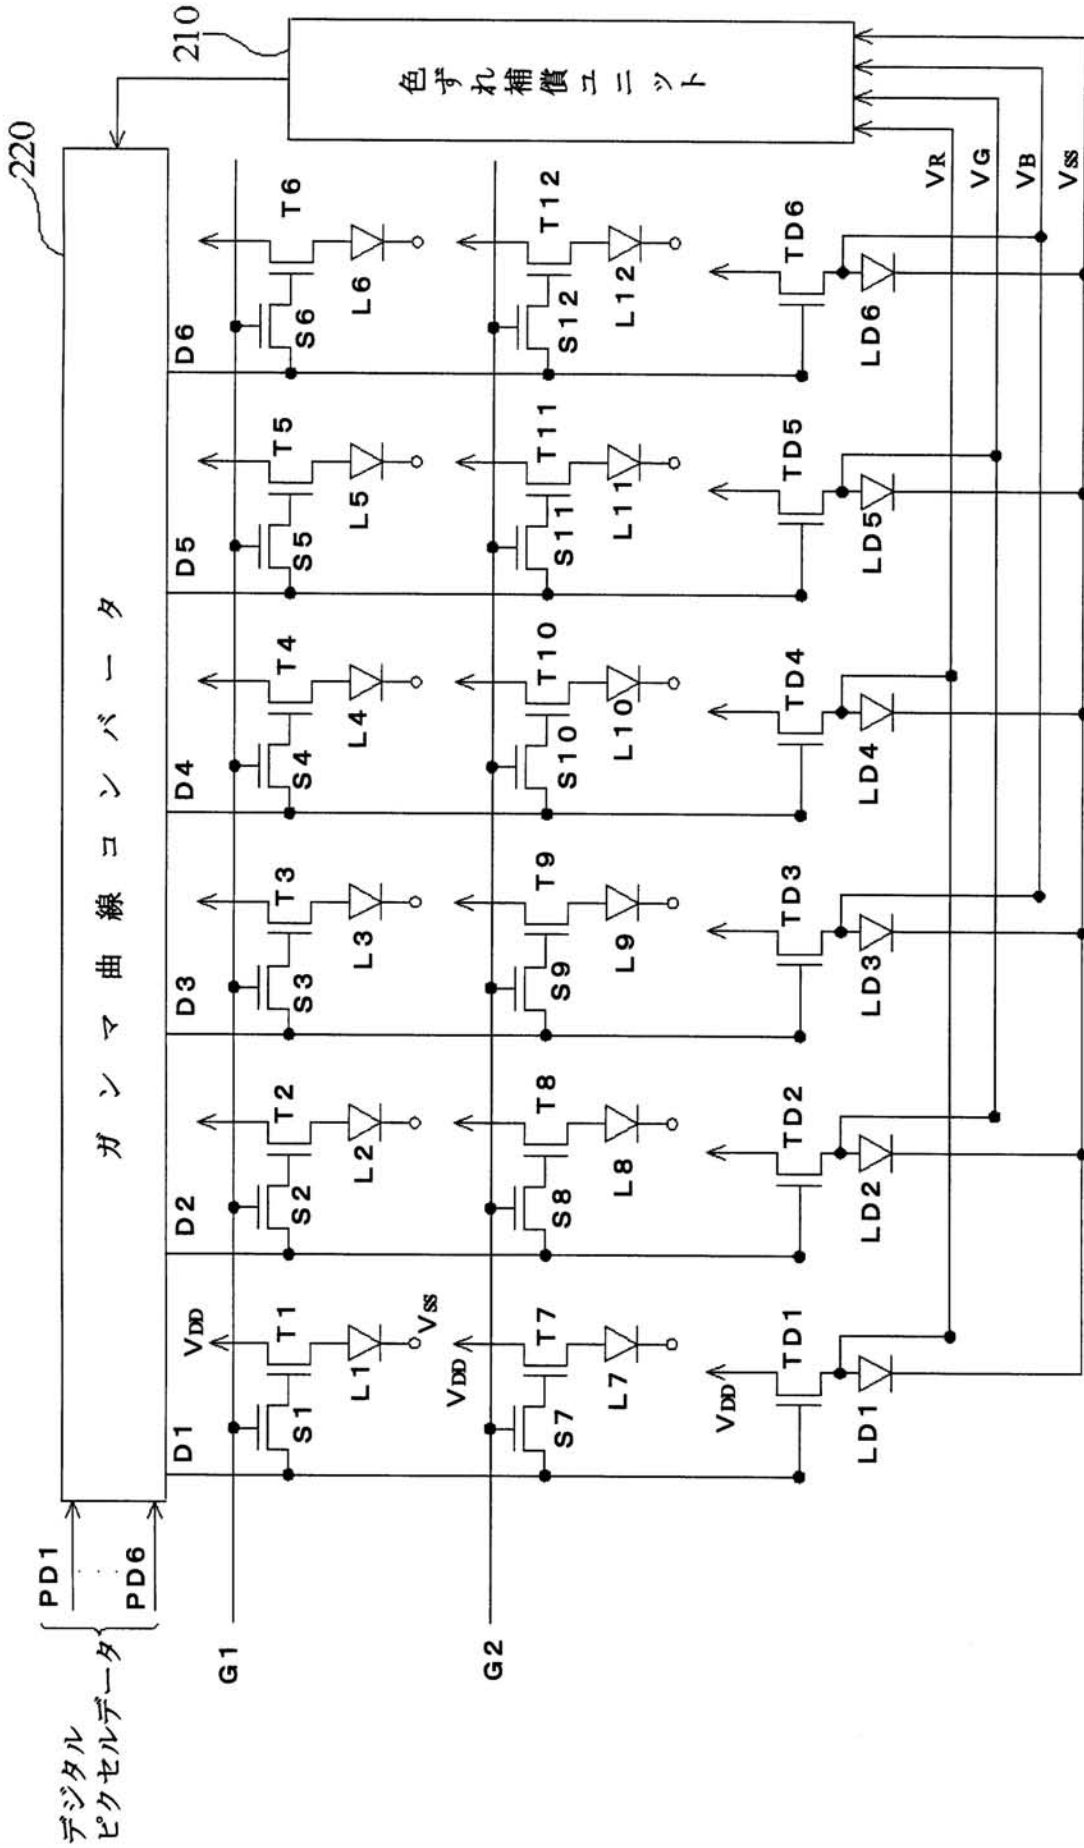 デジタル
ピクセルデータ
PD1
PD6
220
ガンマ曲線コンバータ
210
色ずれ補償ユニット
D1
D2
D3
D4
D5
D6
G1
VDD
S1
T1
L1
VSS
S2
T2
L2
S3
T3
L3
S4
T4
L4
S5
T5
L5
S6
T6
L6
G2
VDD
S7
T7
L7
S8
T8
L8
S9
T9
L9
S10
T10
L10
S11
T11
L11
S12
T12
L12
VDD
TD1
LD1
TD2
LD2
TD3
LD3
TD4
LD4
TD5
LD5
TD6
LD6
VR
VG
VB
VSS